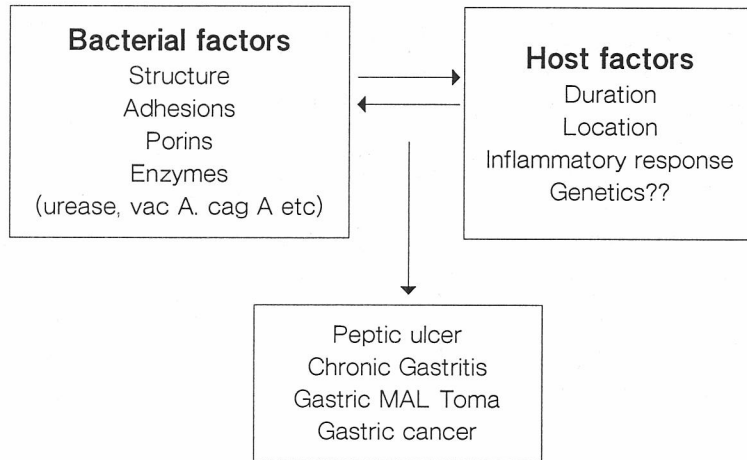 Bacterial factors
Structure
Adhesions
Porins
Enzymes
(urease, vac A. cag A etc)
Host factors
Duration
Location
Inflammatory response
Genetics??
Peptic ulcer
Chronic Gastritis
Gastric MAL Toma
Gastric cancer